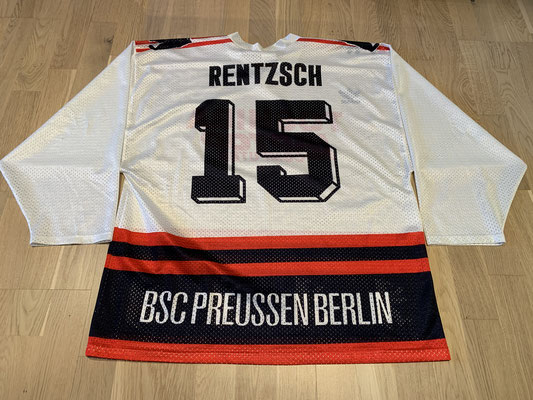 RENTZSCH
15
BSC PREUSSEN BERLIN